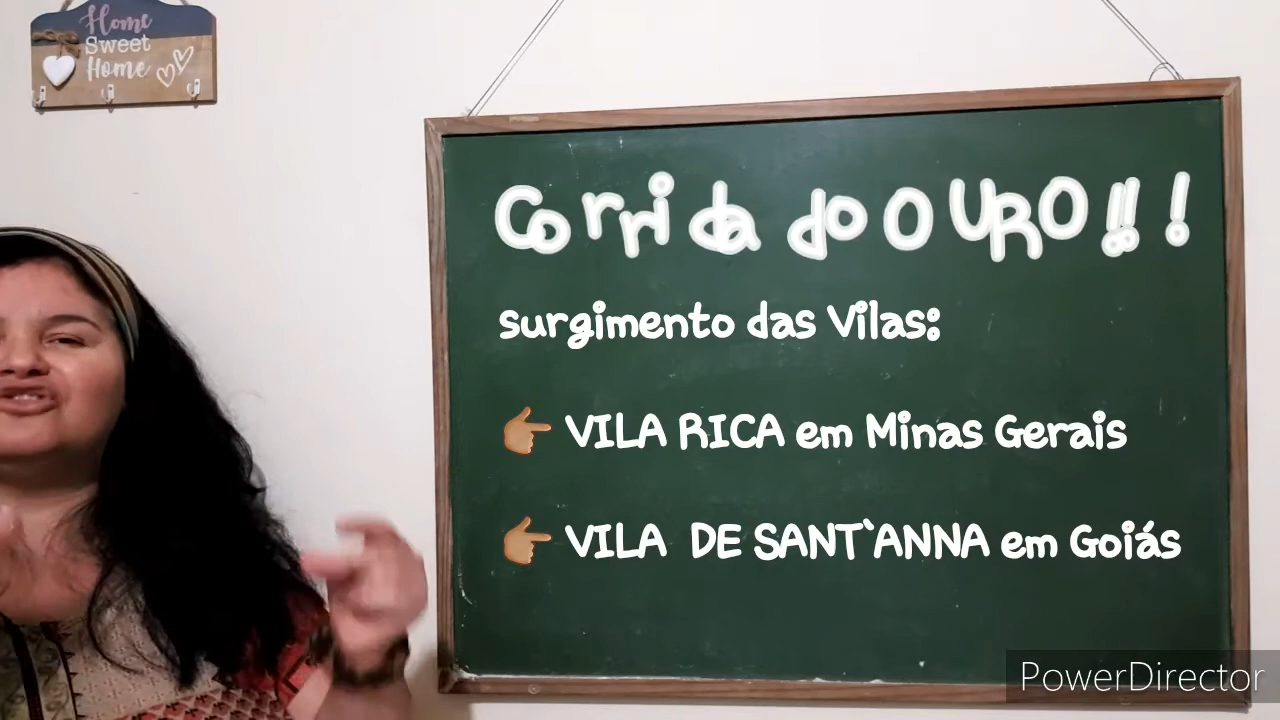 Home
Sweet
Home
Corrida do OURO!!!
surgimento das Vilas:
👉🏽 VILA RICA em Minas Gerais
👉🏽 VILA DE SANT`ANNA em Goiás
PowerDirector